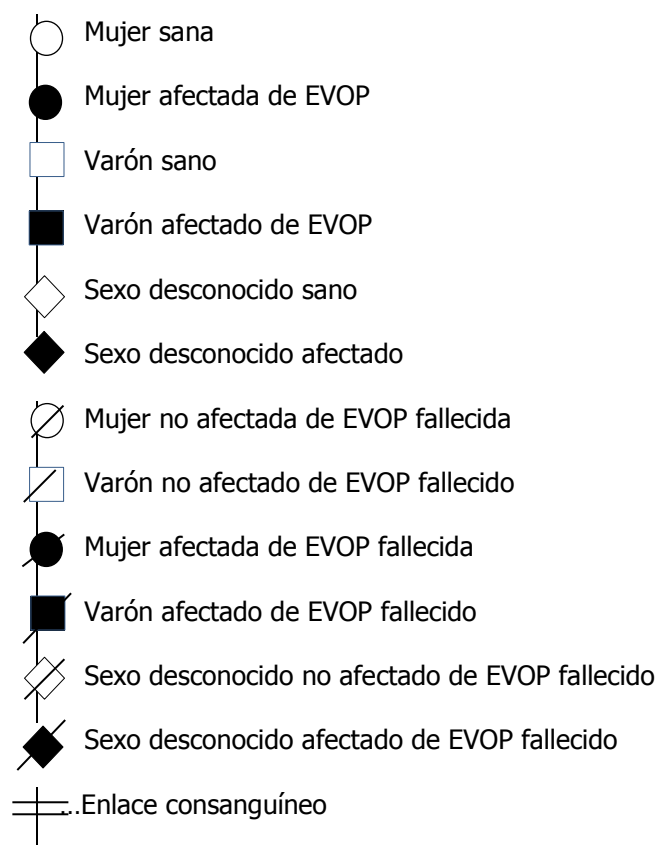 Mujer sana
Mujer afectada de EVOP
Varón sano
Varón afectado de EVOP
Sexo desconocido sano
Sexo desconocido afectado
Mujer no afectada de EVOP fallecida
Varón no afectado de EVOP fallecido
Mujer afectada de EVOP fallecida
Varón afectado de EVOP fallecido
Sexo desconocido no afectado de EVOP fallecido
Sexo desconocido afectado de EVOP fallecido
...Enlace consanguíneo